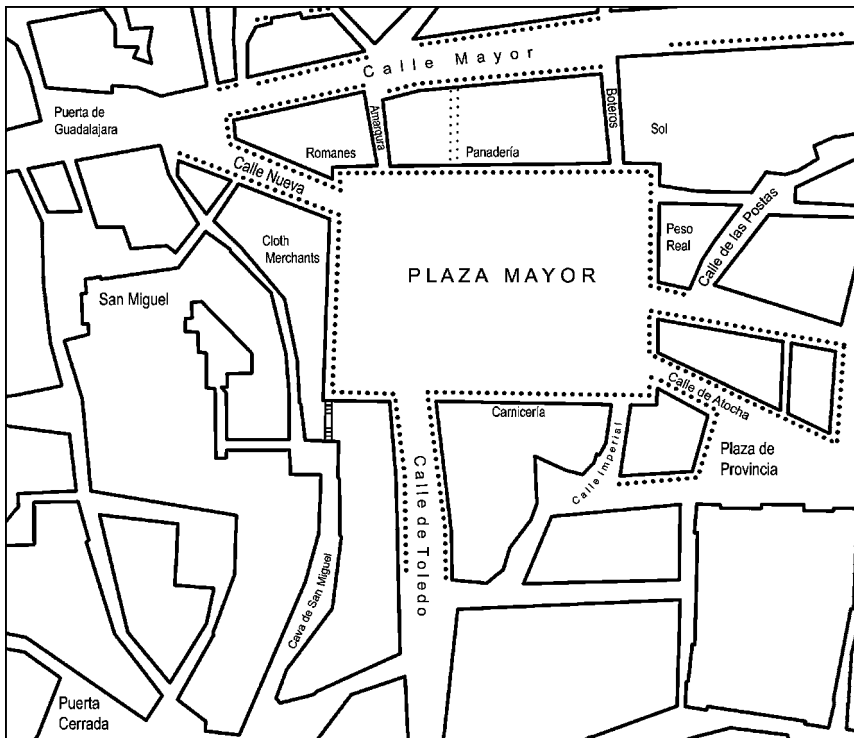 Calle Mayor
Puerta de
Guadalajara
Amargura
Boteros
Sol
Romanes
Panadería
Calle Nueva
Calle de las Postas
Peso
Real
Cloth
Merchants
PLAZA MAYOR
San Miguel
Calle de Atocha
Carnicería
Calle Imperial
Plaza de
Provincia
Calle de Toledo
Cava de San Miguel
Puerta
Cerrada